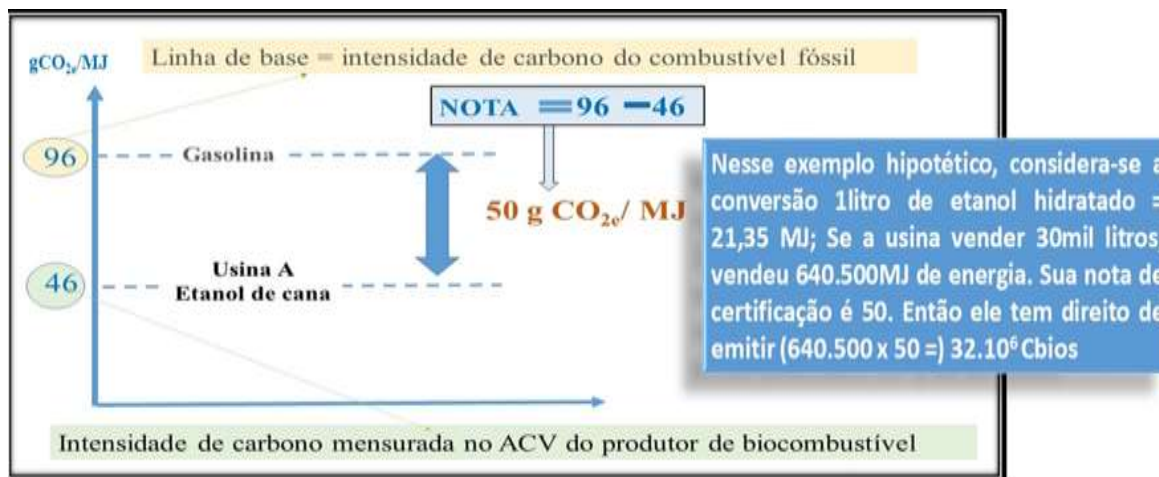 gCO₂ₑ/MJ
Linha de base = intensidade de carbono do combustível fóssil
NOTA =96 –46
96
Gasolina
50 g CO₂ₑ/ MJ
46
Usina A
Etanol de cana
Nesse exemplo hipotético, considera-se a
conversão 1litro de etanol hidratado =
21,35 MJ; Se a usina vender 30mil litros
vendeu 640.500MJ de energia. Sua nota de
certificação é 50. Então ele tem direito de
emitir (640.500 x 50 =) 32.10⁶ Cbios
Intensidade de carbono mensurada no ACV do produtor de biocombustível